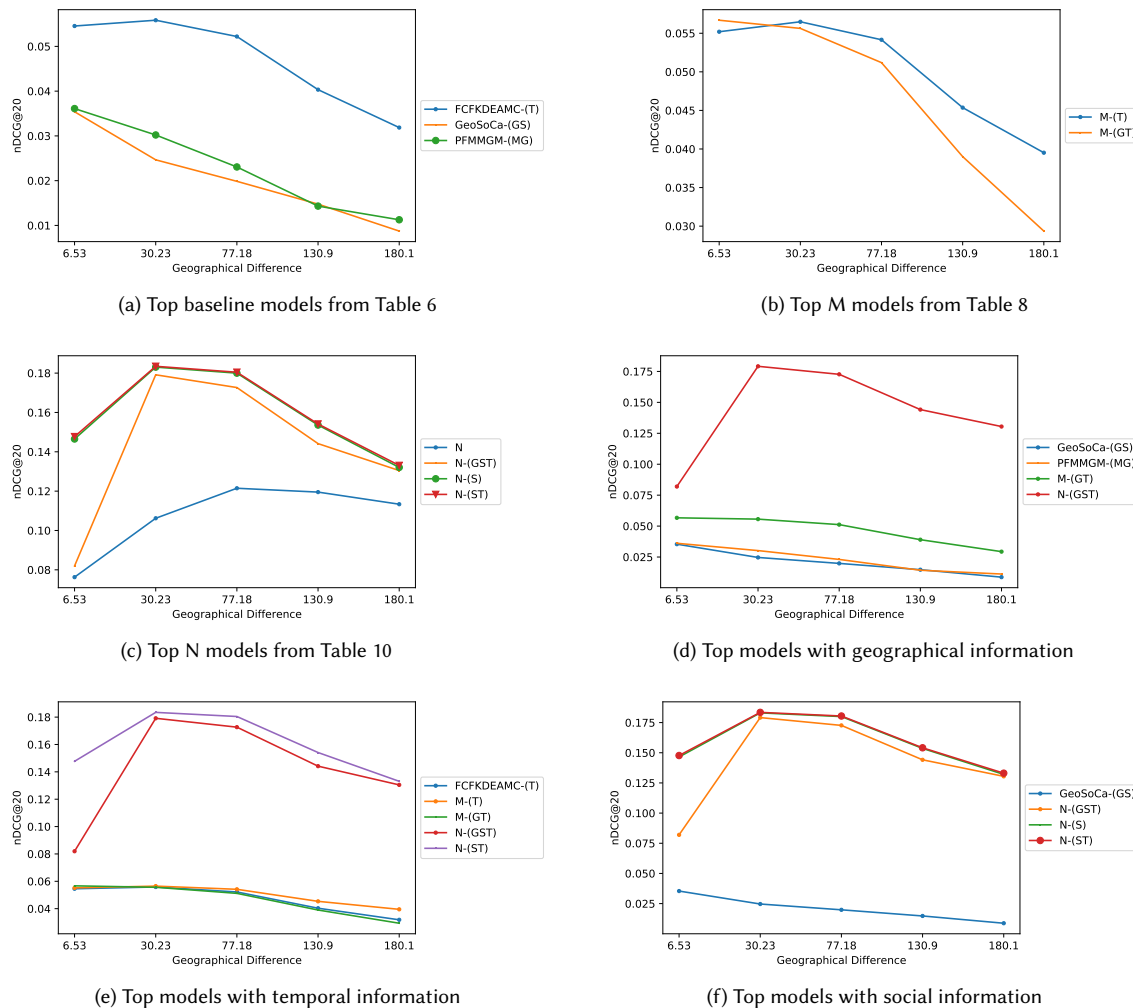 0.05
0.04
0.03
0.02
0.01
nDCG@20
6.53 30.23 77.18 130.9 180.1
Geographical Difference
FCFKDEAMC-(T)
GeoSoCa-(GS)
PFMMGM-(MG)
(a) Top baseline models from Table 6
0.055
0.050
0.045
0.040
0.035
0.030
nDCG@20
6.53 30.23 77.18 130.9 180.1
Geographical Difference
M-(T)
M-(GT)
(b) Top M models from Table 8
0.18
0.16
0.14
0.12
0.10
0.08
nDCG@20
6.53 30.23 77.18 130.9 180.1
Geographical Difference
N
N-(GST)
N-(S)
N-(ST)
(c) Top N models from Table 10
0.175
0.150
0.125
0.100
0.075
0.050
0.025
nDCG@20
6.53 30.23 77.18 130.9 180.1
Geographical Difference
GeoSoCa-(GS)
PFMMGM-(MG)
M-(GT)
N-(GST)
(d) Top models with geographical information
0.18
0.16
0.14
0.12
0.10
0.08
0.06
0.04
nDCG@20
6.53 30.23 77.18 130.9 180.1
Geographical Difference
FCFKDEAMC-(T)
M-(T)
M-(GT)
N-(GST)
N-(ST)
(e) Top models with temporal information
0.175
0.150
0.125
0.100
0.075
0.050
0.025
nDCG@20
6.53 30.23 77.18 130.9 180.1
Geographical Difference
GeoSoCa-(GS)
N-(GST)
N-(S)
N-(ST)
(f) Top models with social information